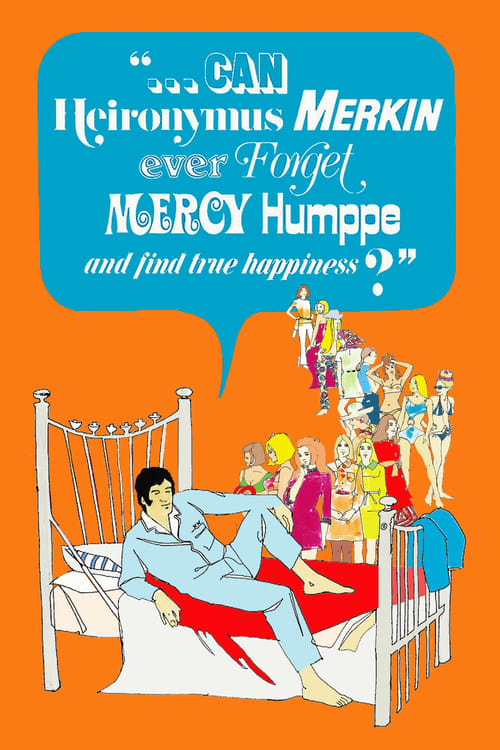 “...CAN
Heironymus MERKIN
ever Forget
MERCY Humppe
and find true happiness?”